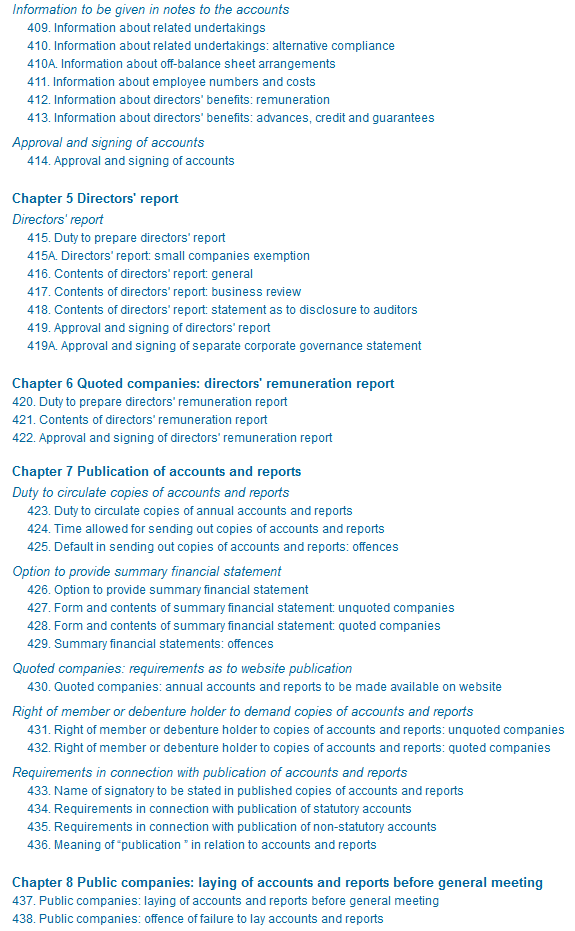 Information to be given in notes to the accounts
409. Information about related undertakings
410. Information about related undertakings: alternative compliance
410A. Information about off-balance sheet arrangements
411. Information about employee numbers and costs
412. Information about directors' benefits: remuneration
413. Information about directors' benefits: advances, credit and guarantees
Approval and signing of accounts
414. Approval and signing of accounts
Chapter 5 Directors' report
Directors' report
415. Duty to prepare directors' report
415A. Directors' report: small companies exemption
416. Contents of directors' report: general
417. Contents of directors' report: business review
418. Contents of directors' report: statement as to disclosure to auditors
419. Approval and signing of directors' report
419A. Approval and signing of separate corporate governance statement
Chapter 6 Quoted companies: directors' remuneration report
420. Duty to prepare directors' remuneration report
421. Contents of directors' remuneration report
422. Approval and signing of directors' remuneration report
Chapter 7 Publication of accounts and reports
Duty to circulate copies of accounts and reports
423. Duty to circulate copies of annual accounts and reports
424. Time allowed for sending out copies of accounts and reports
425. Default in sending out copies of accounts and reports: offences
Option to provide summary financial statement
426. Option to provide summary financial statement
427. Form and contents of summary financial statement: unquoted companies
428. Form and contents of summary financial statement: quoted companies
429. Summary financial statements: offences
Quoted companies: requirements as to website publication
430. Quoted companies: annual accounts and reports to be made available on website
Right of member or debenture holder to demand copies of accounts and reports
431. Right of member or debenture holder to copies of accounts and reports: unquoted companies
432. Right of member or debenture holder to copies of accounts and reports: quoted companies
Requirements in connection with publication of accounts and reports
433. Name of signatory to be stated in published copies of accounts and reports
434. Requirements in connection with publication of statutory accounts
435. Requirements in connection with publication of non-statutory accounts
436. Meaning of “publication ” in relation to accounts and reports
Chapter 8 Public companies: laying of accounts and reports before general meeting
437. Public companies: laying of accounts and reports before general meeting
438. Public companies: offence of failure to lay accounts and reports